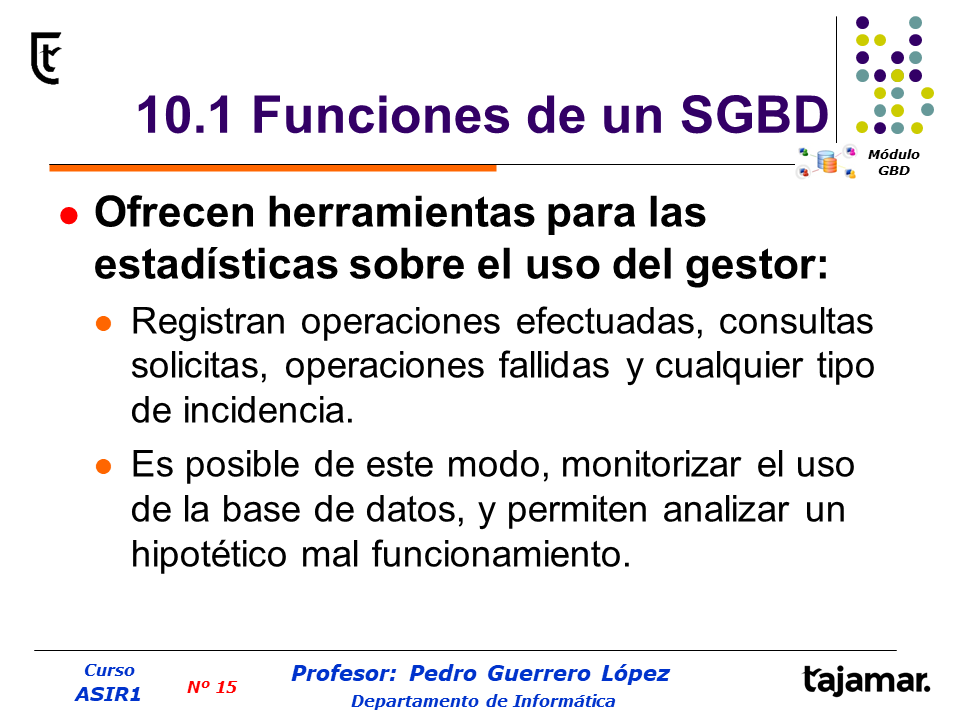 10.1 Funciones de un SGBD
Módulo
GBD
Ofrecen herramientas para las
estadísticas sobre el uso del gestor:
Registran operaciones efectuadas, consultas
solicitas, operaciones fallidas y cualquier tipo
de incidencia.
Es posible de este modo, monitorizar el uso
de la base de datos, y permiten analizar un
hipotético mal funcionamiento.
Curso
ASIR1
Nº 15
Profesor: Pedro Guerrero López
Departamento de Informática
tajamar.